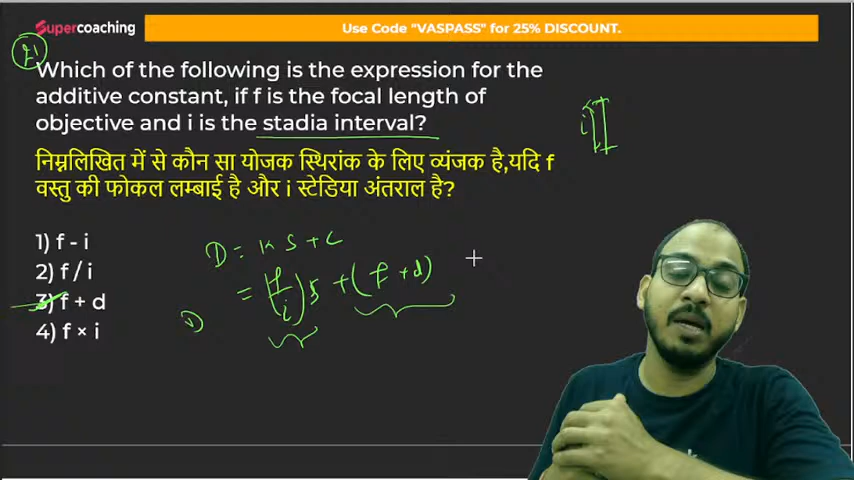 Supercoaching
Use Code "VASPASS" for 25% DISCOUNT.
Which of the following is the expression for the
additive constant, if f is the focal length of
objective and i is the stadia interval?
निम्नलिखित में से कौन सा योजक स्थिरांक के लिए व्यंजक है,यदि f
वस्तु की फोकल लम्बाई है और i स्टेडिया अंतराल है?
1) f - i
2) f / i
3) f + d
4) f × i
D = K S + C
= (f/i) S + (f + d)
D
i